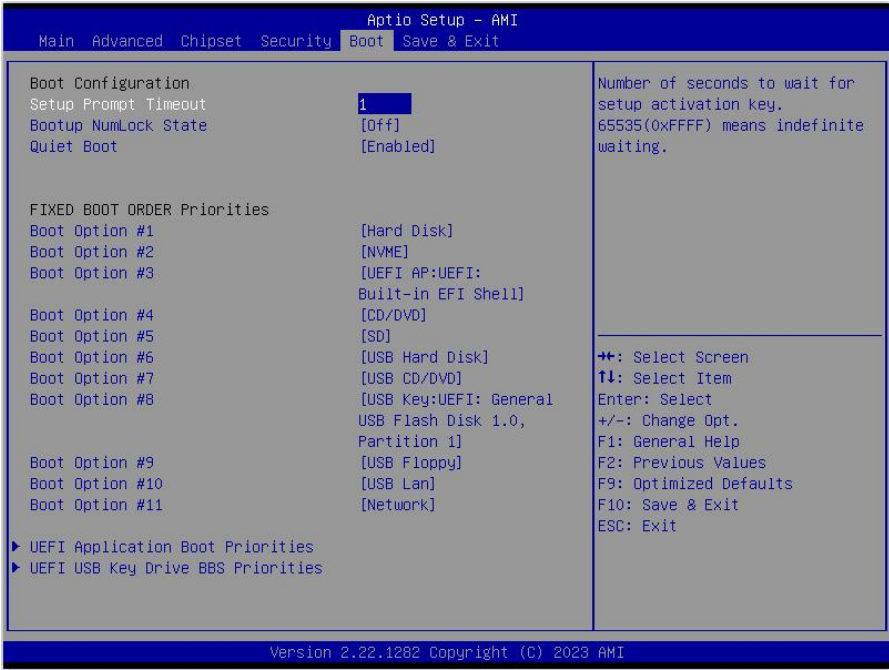 Aptio Setup – AMI
Main Advanced Chipset Security Boot Save & Exit
Boot Configuration
Setup Prompt Timeout 1
Bootup NumLock State [Off]
Quiet Boot [Enabled]
FIXED BOOT ORDER Priorities
Boot Option #1 [Hard Disk]
Boot Option #2 [NVME]
Boot Option #3 [UEFI AP:UEFI:
Built-in EFI Shell]
Boot Option #4 [CD/DVD]
Boot Option #5 [SD]
Boot Option #6 [USB Hard Disk]
Boot Option #7 [USB CD/DVD]
Boot Option #8 [USB Key:UEFI: General
USB Flash Disk 1.0,
Partition 1]
Boot Option #9 [USB Floppy]
Boot Option #10 [USB Lan]
Boot Option #11 [Network]
UEFI Application Boot Priorities
UEFI USB Key Drive BBS Priorities
Number of seconds to wait for
setup activation key.
65535(0xFFFF) means indefinite
waiting.
→←: Select Screen
↑↓: Select Item
Enter: Select
+/-: Change Opt.
F1: General Help
F2: Previous Values
F9: Optimized Defaults
F10: Save & Exit
ESC: Exit
Version 2.22.1282 Copyright (C) 2023 AMI